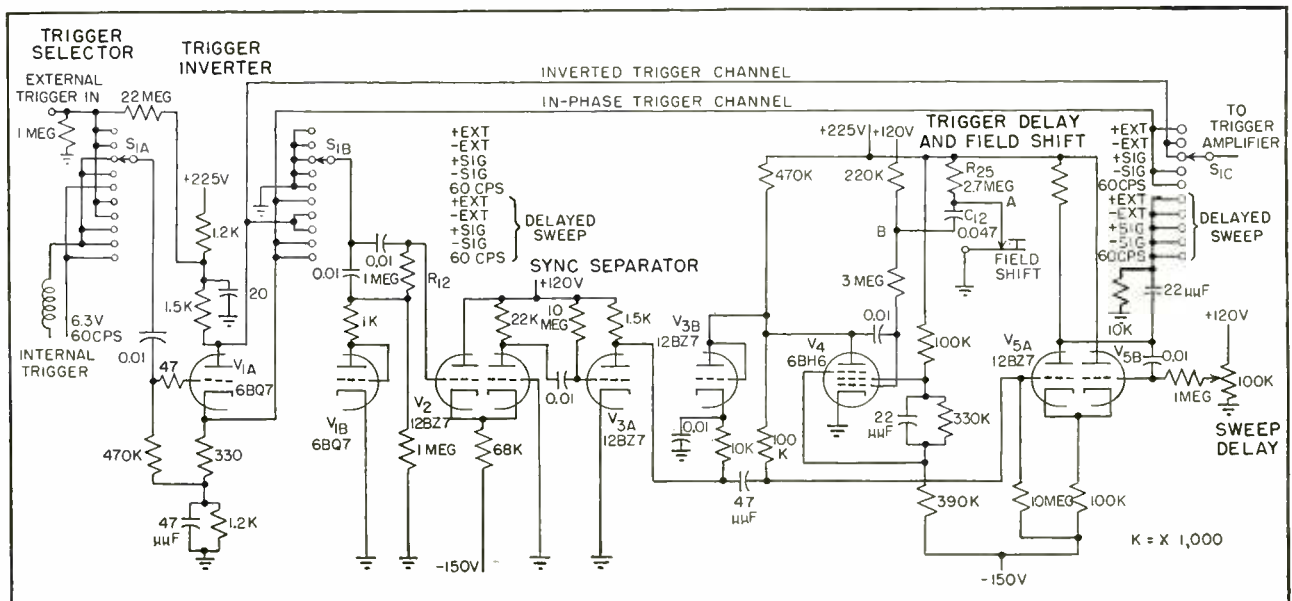 TRIGGER
SELECTOR
EXTERNAL
TRIGGER IN
1 MEG
22 MEG
S1A
TRIGGER
INVERTER
+225V
1.2K
1.5K
20
6.3V
60CPS
INTERNAL
TRIGGER
0.01
47
V1A
6BQ7
470K
330
47
μμF
1.2K
INVERTED TRIGGER CHANNEL
IN-PHASE TRIGGER CHANNEL
S1B
+EXT
-EXT
+SIG
-SIG
60 CPS
+EXT
-EXT
+SIG
-SIG
60 CPS
DELAYED
SWEEP
0.01
0.01
1 MEG
R12
1K
V1B
6BQ7
SYNC SEPARATOR
+120V
22K
10
MEG
1.5K
V2
12BZ7
1 MEG
68K
-150V
0.01
V3A
12BZ7
V3B
12BZ7
0.01
10K
47
μμF
100
K
470K
+225V
+120V
220K
TRIGGER DELAY
AND FIELD SHIFT
R25
2.7MEG
A
C12
0.047
B
FIELD
SHIFT
3 MEG
0.01
V4
6BH6
100K
22
μμF
330K
390K
-150V
V5A
12BZ7
V5B
10MEG
100K
0.01
1MEG
100K
+120V
SWEEP
DELAY
22 μμF
10K
+EXT
-EXT
+SIG
-SIG
60CPS
+EXT
-EXT
+SIG
-SIG
60CPS
DELAYED
SWEEP
TO
TRIGGER
AMPLIFIER
S1C
K = X 1,000